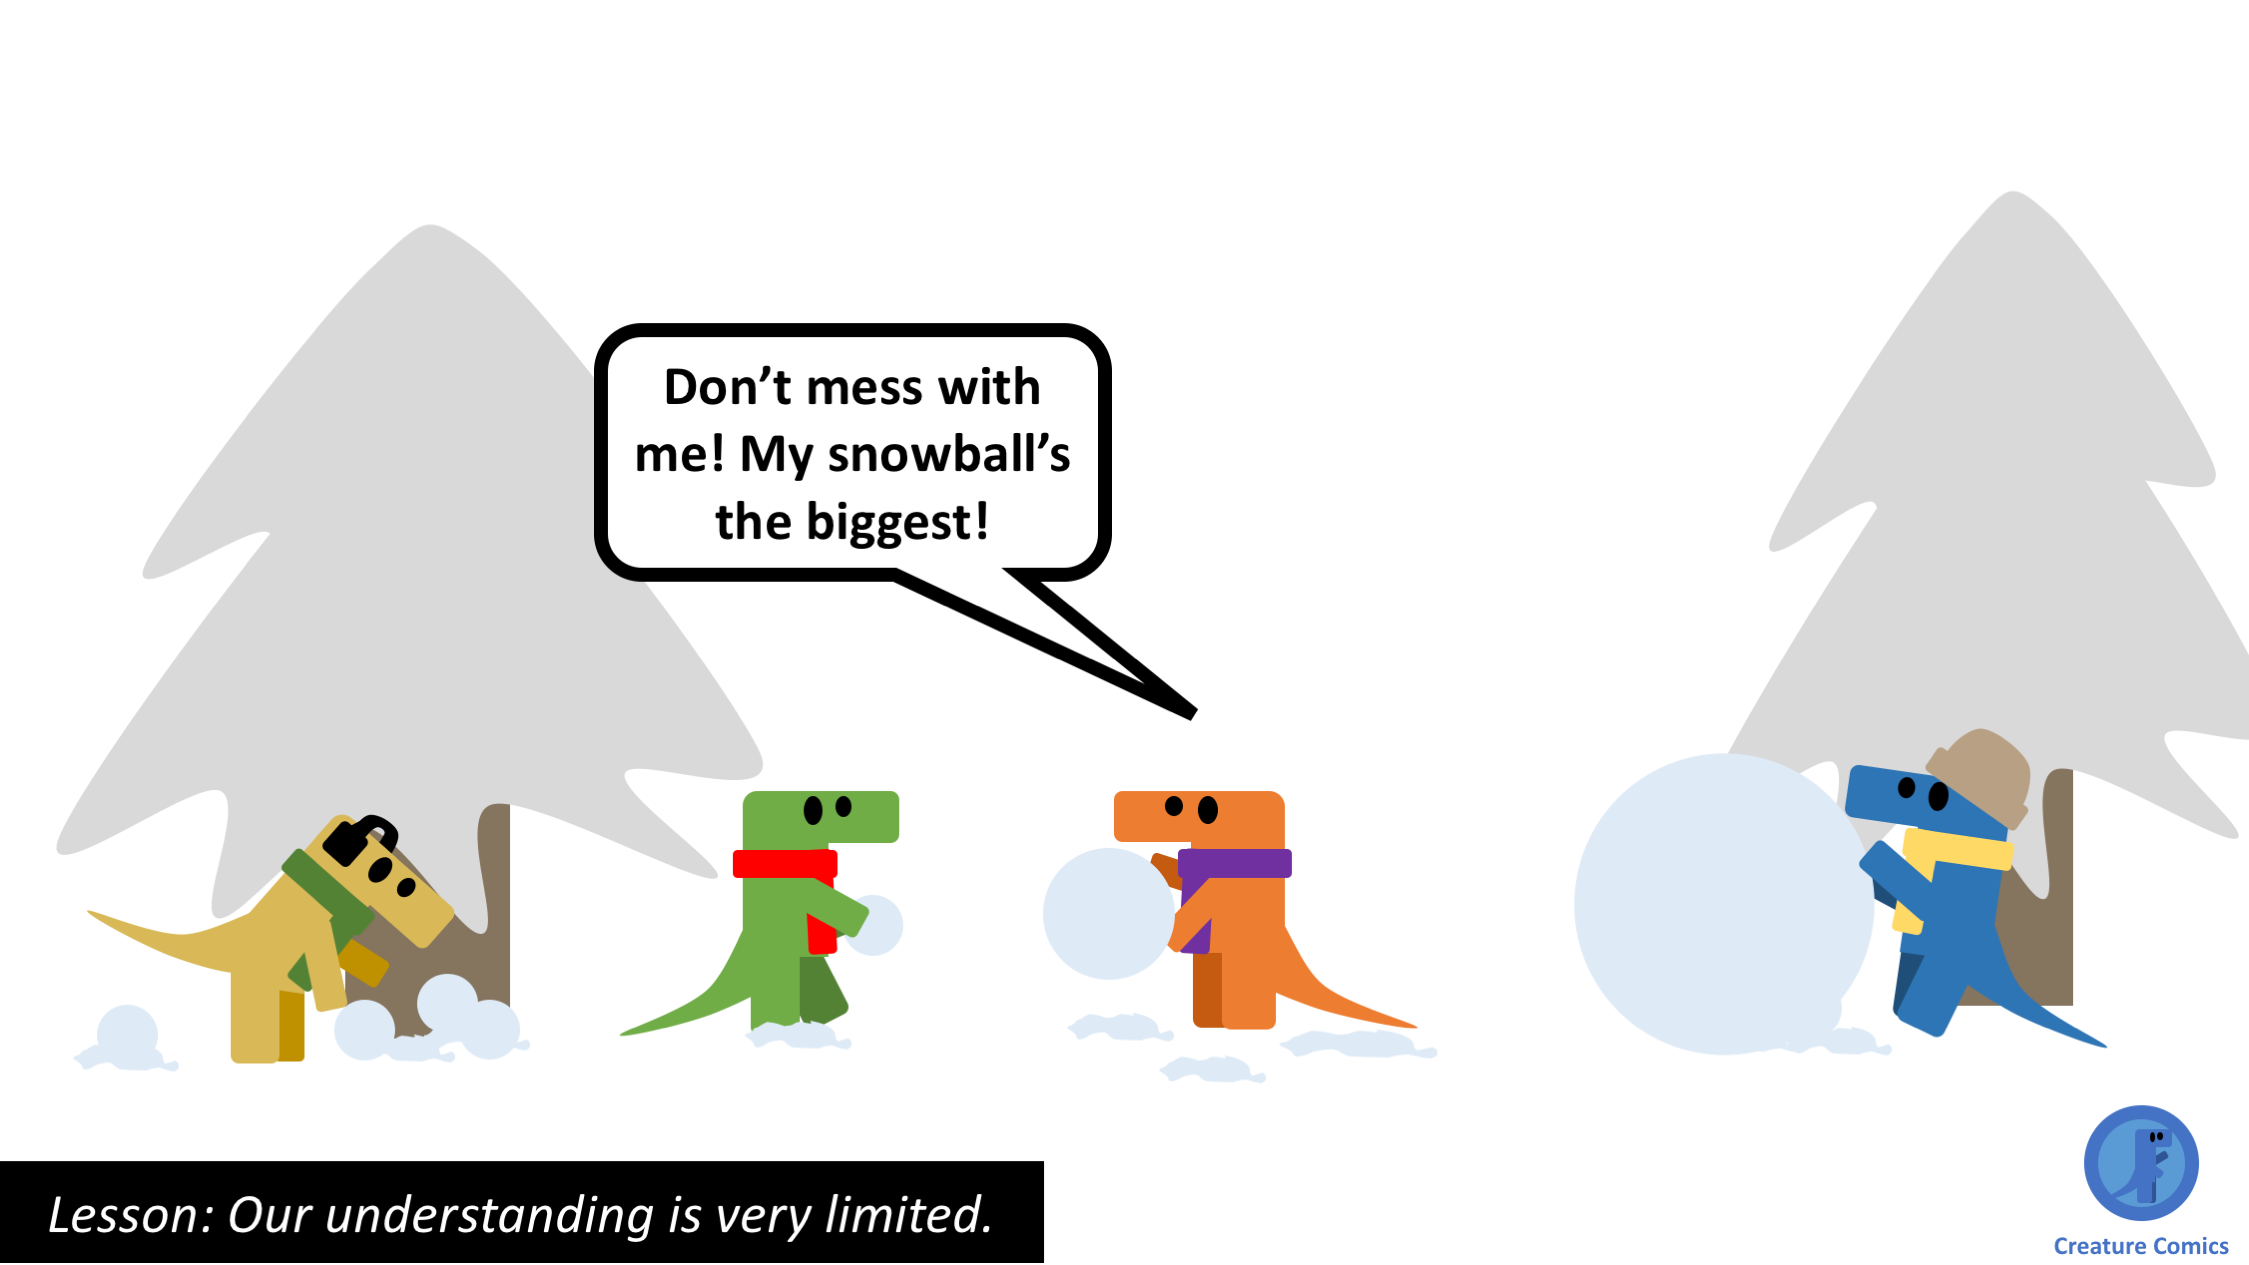 Don’t mess with
me! My snowball’s
the biggest!
Lesson: Our understanding is very limited.
Creature Comics